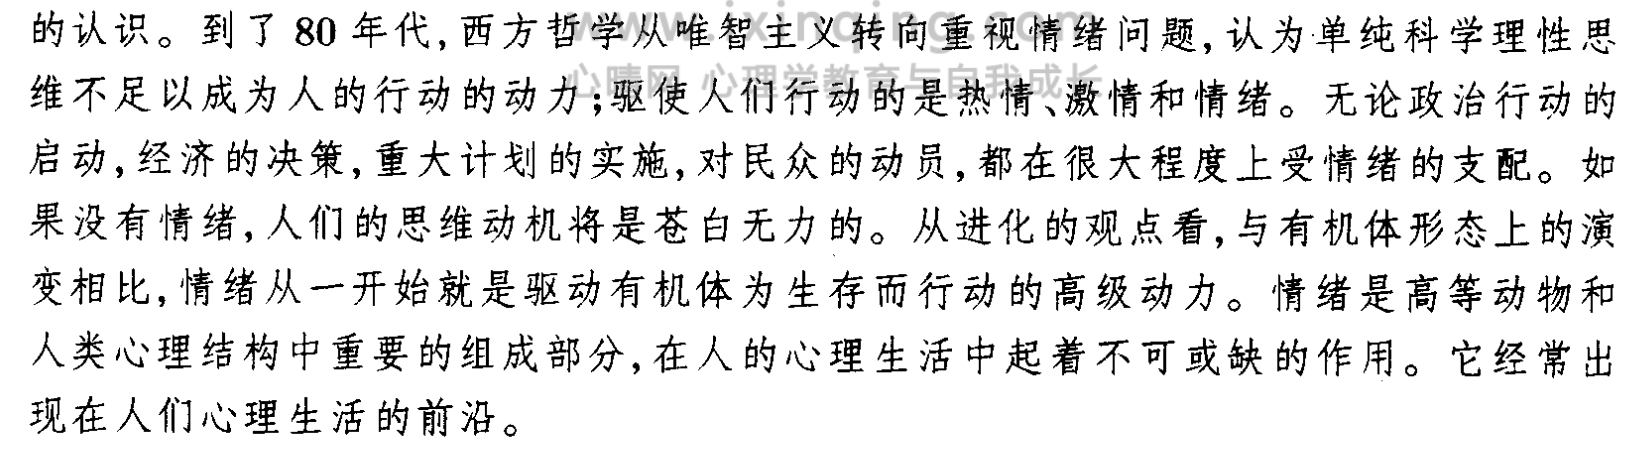 的认识。到了 80 年代,西方哲学从唯智主义转向重视情绪问题,认为单纯科学理性思
维不足以成为人的行动的动力;驱使人们行动的是热情、激情和情绪。无论政治行动的
启动,经济的决策,重大计划的实施,对民众的动员,都在很大程度上受情绪的支配。如
果没有情绪,人们的思维动机将是苍白无力的。从进化的观点看,与有机体形态上的演
变相比,情绪从一开始就是驱动有机体为生存而行动的高级动力。情绪是高等动物和
人类心理结构中重要的组成部分,在人的心理生活中起着不可或缺的作用。它经常出
现在人们心理生活的前沿。
www.ixinqing.com
心晴网 心理学教育与自我成长